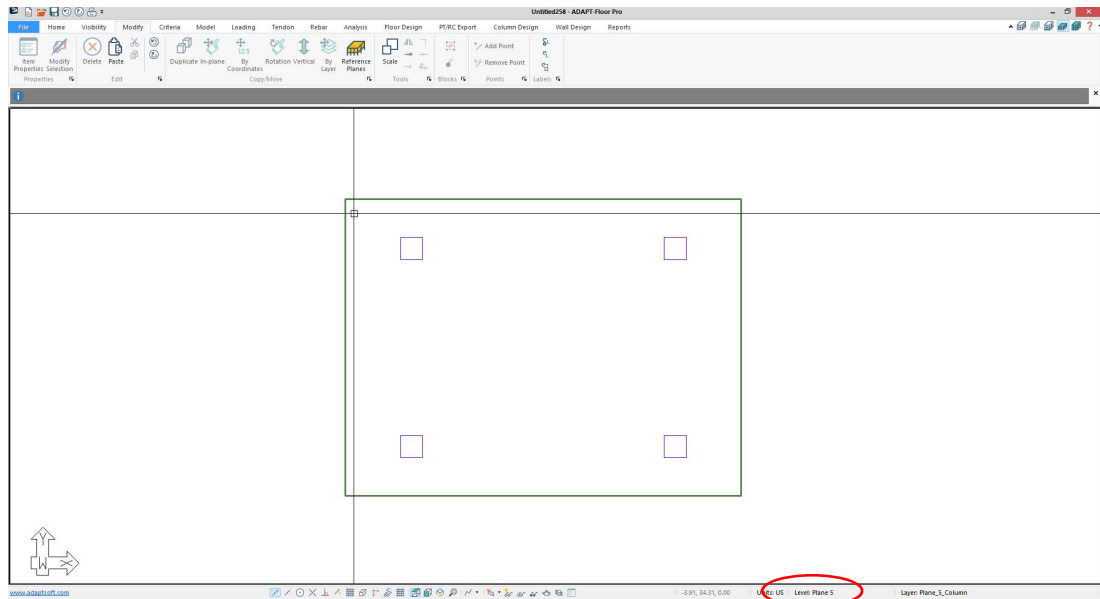 Untitled258 - ADAPT-Floor Pro
File Home Visibility Modify Criteria Model Loading Tendon Rebar Analysis Floor Design PT/RC Export Column Design Wall Design Reports
Item Properties
Modify Selection
Delete
Paste
Duplicate
In-plane
By Coordinates
Rotation
Vertical
By Layer
Reference Planes
Scale
Add Point
Remove Point
Properties Edit Copy/Move Tools Blocks Points Labels
Y
W X
www.adaptsoft.com -3.91, 34.31, 0.00 Units: US Level: Plane 5 Layer: Plane_5_Column